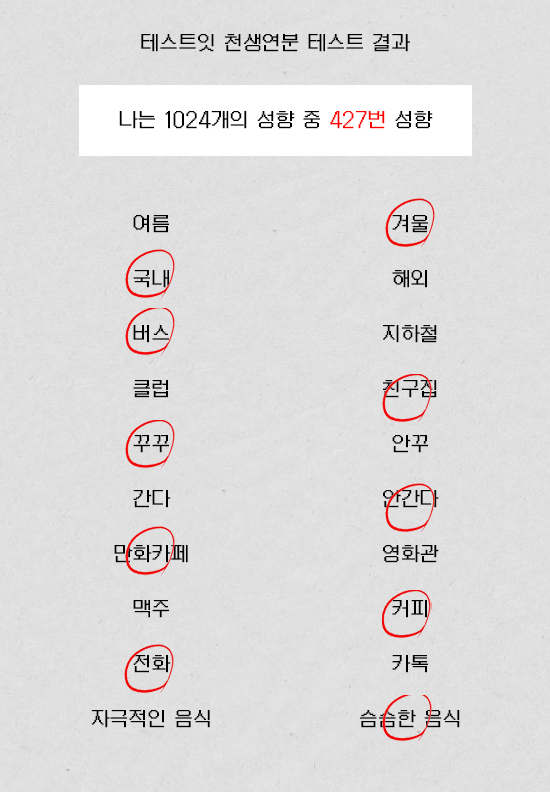 테스트잇 천생연분 테스트 결과
나는 1024개의 성향 중 427번 성향
여름 겨울
국내 해외
버스 지하철
클럽 친구집
꾸꾸 안꾸
간다 안간다
만화카페 영화관
맥주 커피
전화 카톡
자극적인 음식 슴슴한 음식